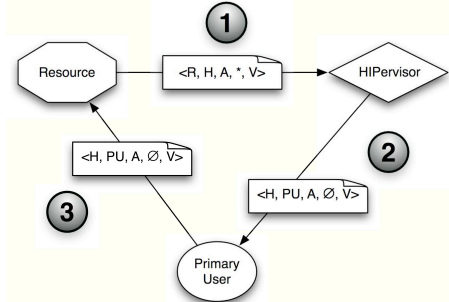 1
Resource
<R, H, A, *, V>
HIPervisor
<H, PU, A, ∅, V>
2
<H, PU, A, ∅, V>
3
Primary
User